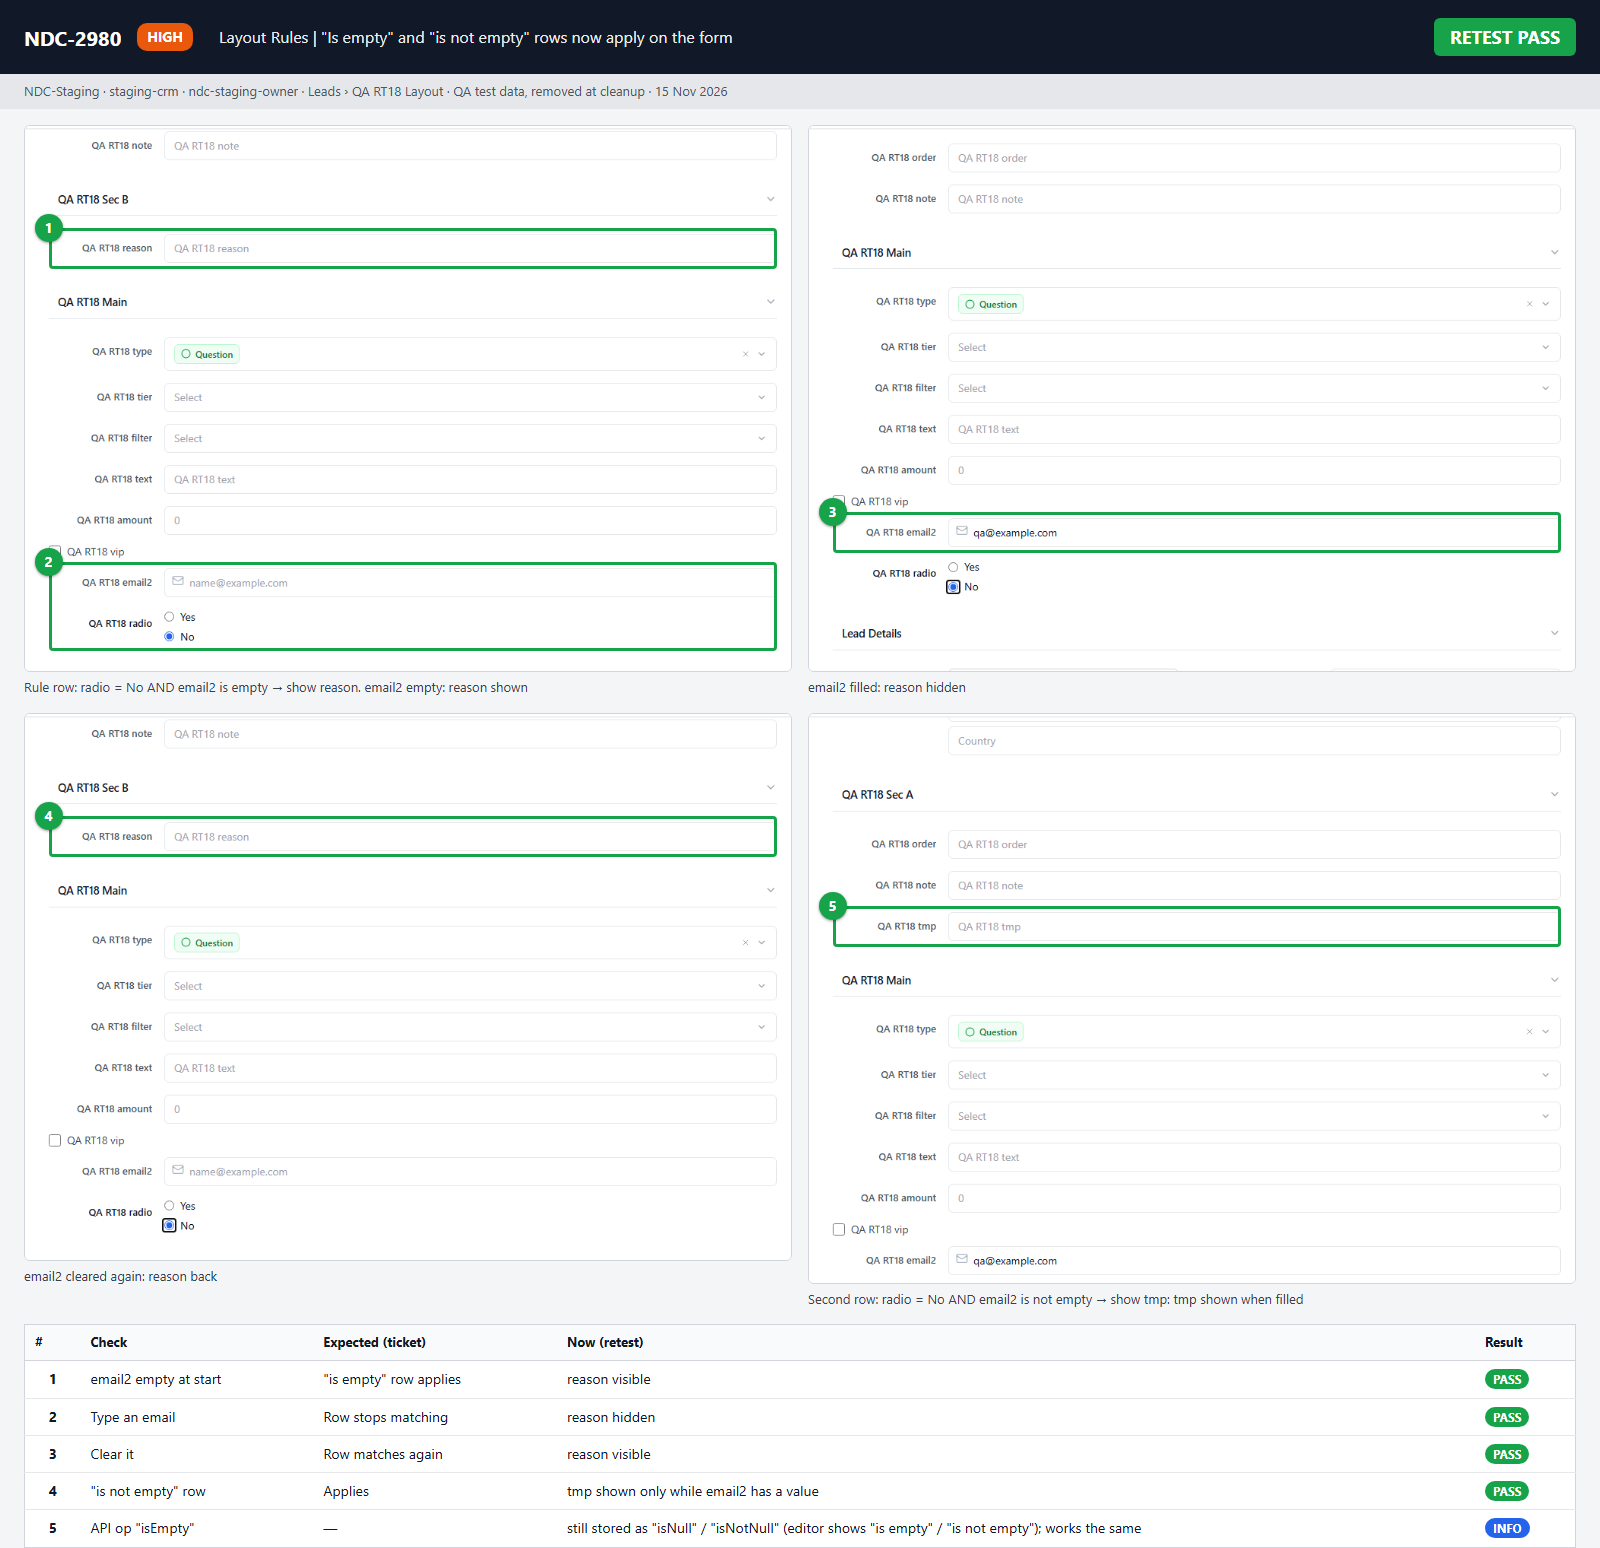 NDC-2980 HIGH Layout Rules | "Is empty" and "is not empty" rows now apply on the form RETEST PASS
NDC-Staging · staging-crm · ndc-staging-owner · Leads › QA RT18 Layout · QA test data, removed at cleanup · 15 Nov 2026
QA RT18 note QA RT18 note
QA RT18 Sec B
1
QA RT18 reason QA RT18 reason
QA RT18 Main
QA RT18 type Question
QA RT18 tier Select
QA RT18 filter Select
QA RT18 text QA RT18 text
QA RT18 amount 0
QA RT18 vip
2
QA RT18 email2 name@example.com
QA RT18 radio Yes
No
Rule row: radio = No AND email2 is empty → show reason. email2 empty: reason shown
QA RT18 order QA RT18 order
QA RT18 note QA RT18 note
QA RT18 Main
QA RT18 type Question
QA RT18 tier Select
QA RT18 filter Select
QA RT18 text QA RT18 text
QA RT18 amount 0
QA RT18 vip
3
QA RT18 email2 qa@example.com
QA RT18 radio Yes
No
Lead Details
email2 filled: reason hidden
QA RT18 note QA RT18 note
QA RT18 Sec B
4
QA RT18 reason QA RT18 reason
QA RT18 Main
QA RT18 type Question
QA RT18 tier Select
QA RT18 filter Select
QA RT18 text QA RT18 text
QA RT18 amount 0
QA RT18 vip
QA RT18 email2 name@example.com
QA RT18 radio Yes
No
email2 cleared again: reason back
Country
QA RT18 Sec A
QA RT18 order QA RT18 order
QA RT18 note QA RT18 note
5
QA RT18 tmp QA RT18 tmp
QA RT18 Main
QA RT18 type Question
QA RT18 tier Select
QA RT18 filter Select
QA RT18 text QA RT18 text
QA RT18 amount 0
QA RT18 vip
QA RT18 email2 qa@example.com
Second row: radio = No AND email2 is not empty → show tmp: tmp shown when filled
# Check Expected (ticket) Now (retest) Result
1 email2 empty at start "is empty" row applies reason visible PASS
2 Type an email Row stops matching reason hidden PASS
3 Clear it Row matches again reason visible PASS
4 "is not empty" row Applies tmp shown only while email2 has a value PASS
5 API op "isEmpty" — still stored as "isNull" / "isNotNull" (editor shows "is empty" / "is not empty"); works the same INFO